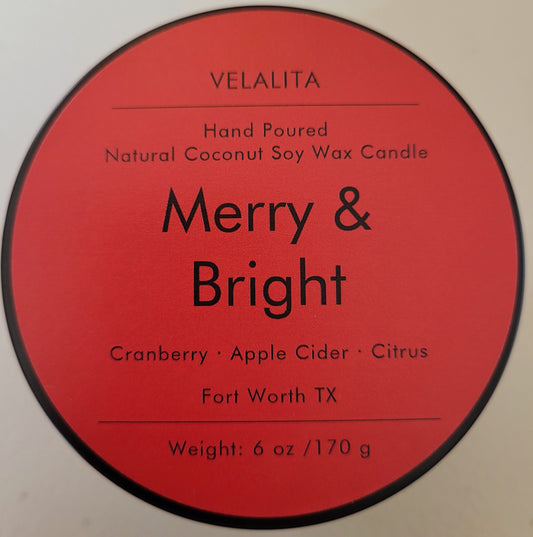 VELALITA
Hand Poured
Natural Coconut Soy Wax Candle
Merry &
Bright
Cranberry · Apple Cider · Citrus
Fort Worth TX
Weight: 6 oz /170 g